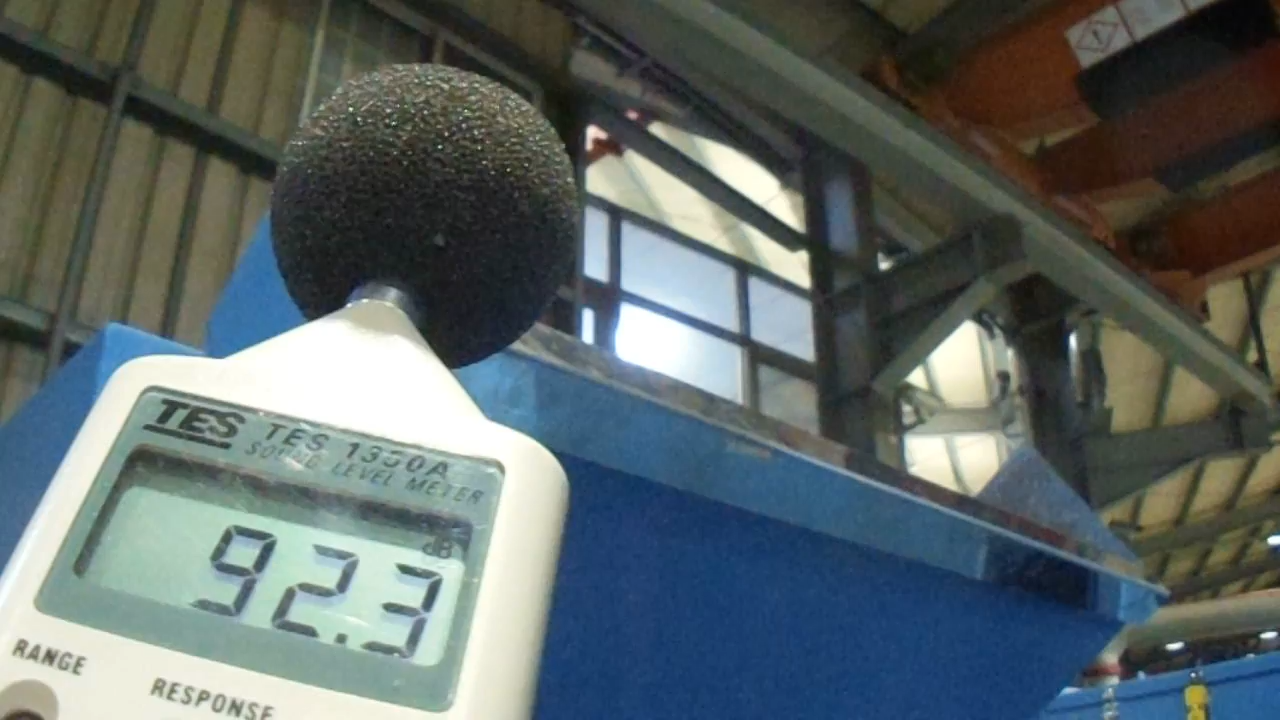 TES TES 1350A
SOUND LEVEL METER
dB
92.3
RANGE
RESPONSE